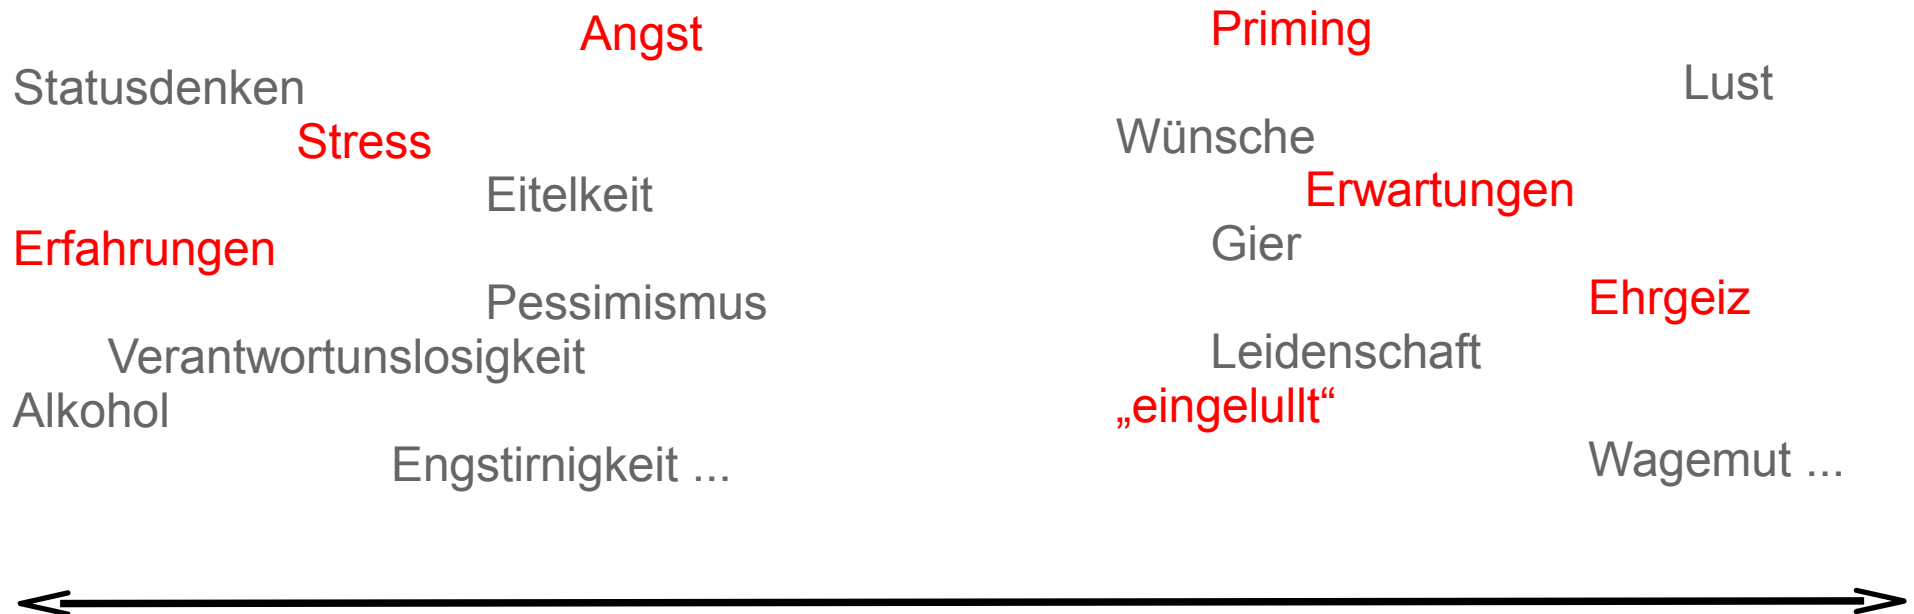 Angst
Statusdenken
Stress
Eitelkeit
Erfahrungen
Pessimismus
Verantwortunslosigkeit
Alkohol
Engstirnigkeit ...
Priming
Lust
Wünsche
Erwartungen
Gier
Ehrgeiz
Leidenschaft
„eingelullt“
Wagemut ...